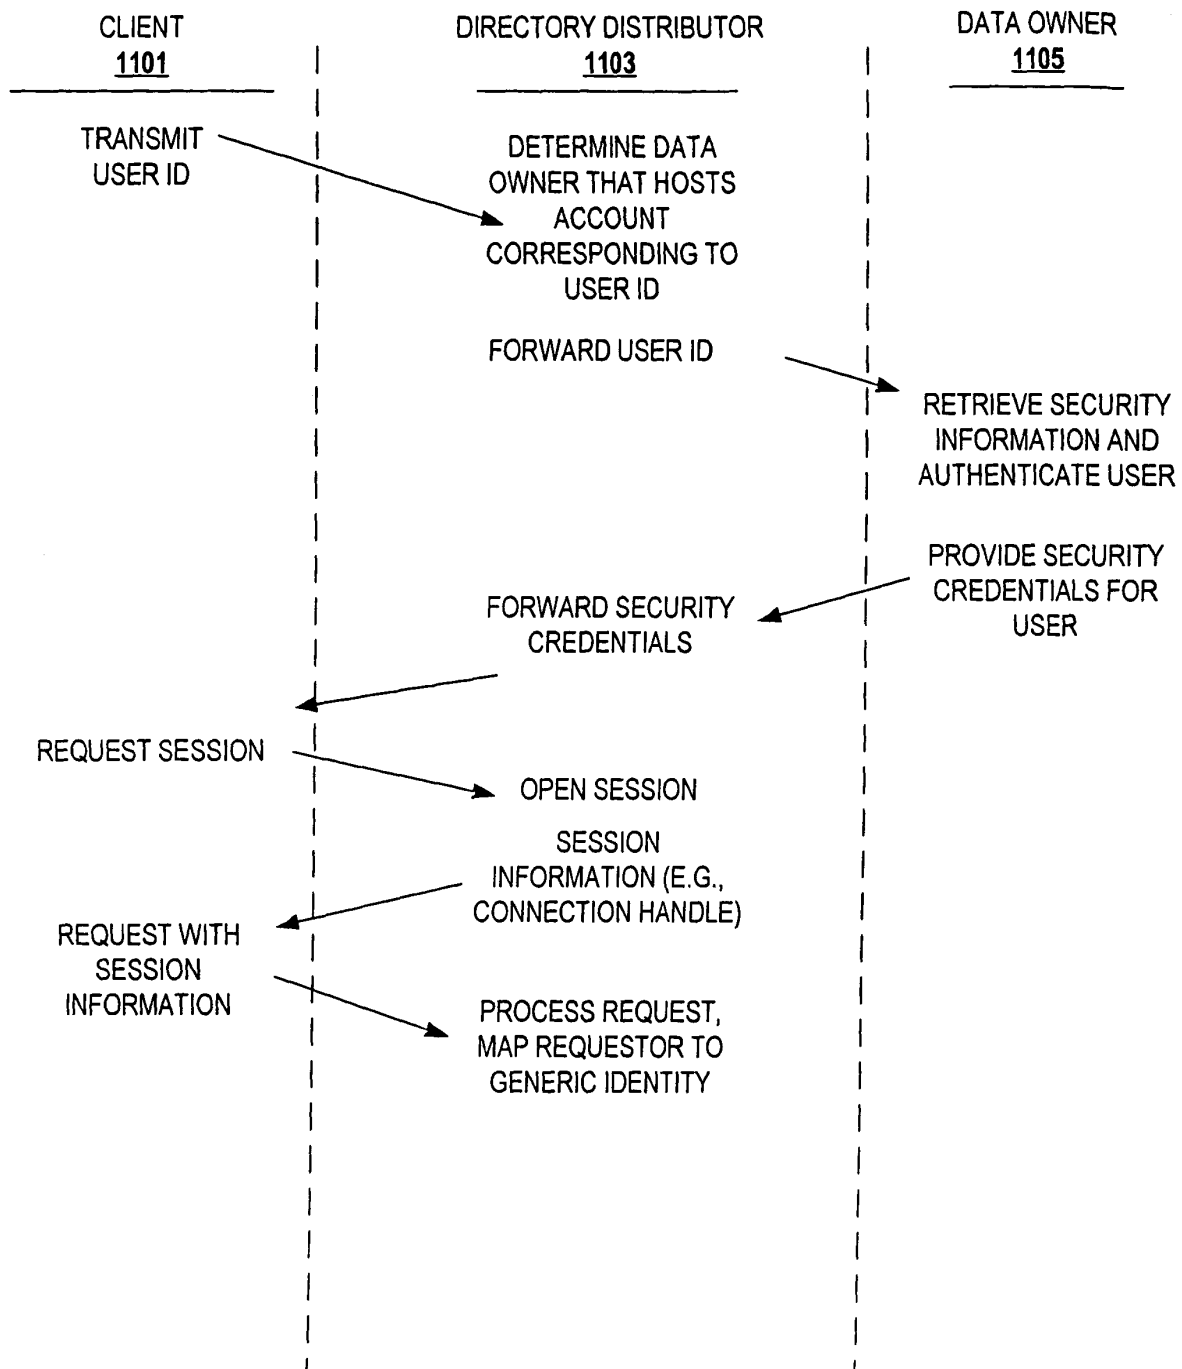 CLIENT
1101
DIRECTORY DISTRIBUTOR
1103
DATA OWNER
1105
TRANSMIT
USER ID
DETERMINE DATA
OWNER THAT HOSTS
ACCOUNT
CORRESPONDING TO
USER ID
FORWARD USER ID
RETRIEVE SECURITY
INFORMATION AND
AUTHENTICATE USER
PROVIDE SECURITY
CREDENTIALS FOR
USER
FORWARD SECURITY
CREDENTIALS
REQUEST SESSION
OPEN SESSION
SESSION
INFORMATION (E.G.,
CONNECTION HANDLE)
REQUEST WITH
SESSION
INFORMATION
PROCESS REQUEST,
MAP REQUESTOR TO
GENERIC IDENTITY